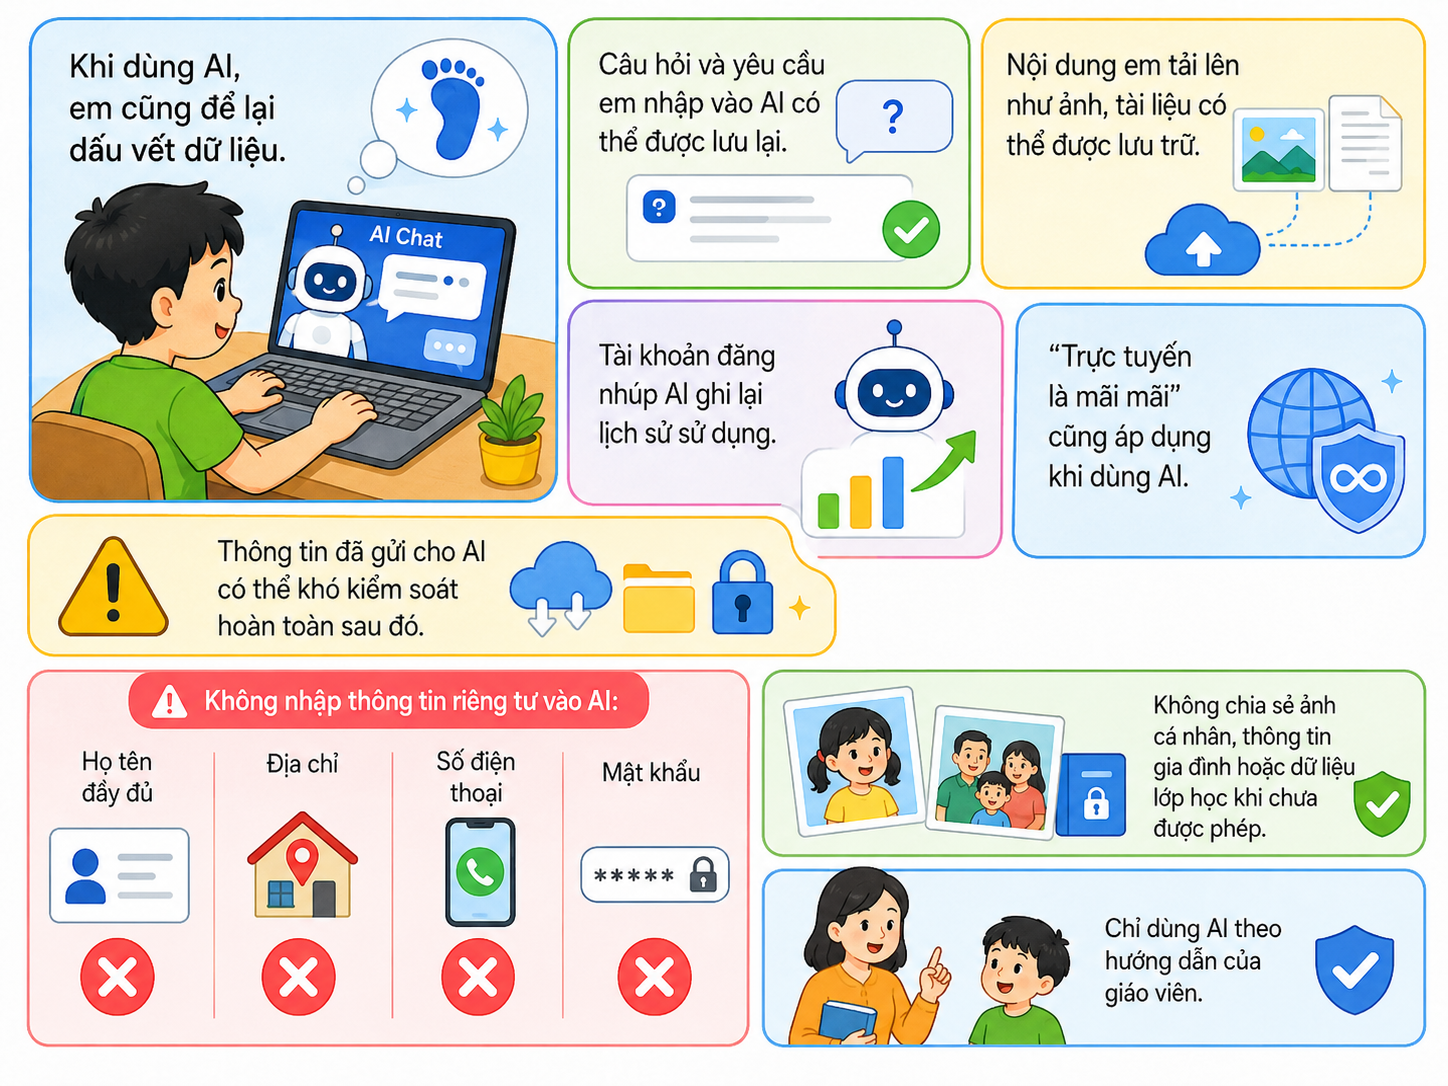 Khi dùng AI,
em cũng để lại
dấu vết dữ liệu.
AI Chat
Câu hỏi và yêu cầu
em nhập vào AI có
thể được lưu lại.
?
?
Nội dung em tải lên
như ảnh, tài liệu có
thể được lưu trữ.
Tài khoản đăng
nhúp AI ghi lại
lịch sử sử dụng.
“Trực tuyến
là mãi mãi”
cũng áp dụng
khi dùng AI.
Thông tin đã gửi cho AI
có thể khó kiểm soát
hoàn toàn sau đó.
Không nhập thông tin riêng tư vào AI:
Họ tên
đầy đủ
Địa chỉ
Số điện
thoại
Mật khẩu
*****
Không chia sẻ ảnh
cá nhân, thông tin
gia đình hoặc dữ liệu
lớp học khi chưa
được phép.
Chỉ dùng AI theo
hướng dẫn của
giáo viên.